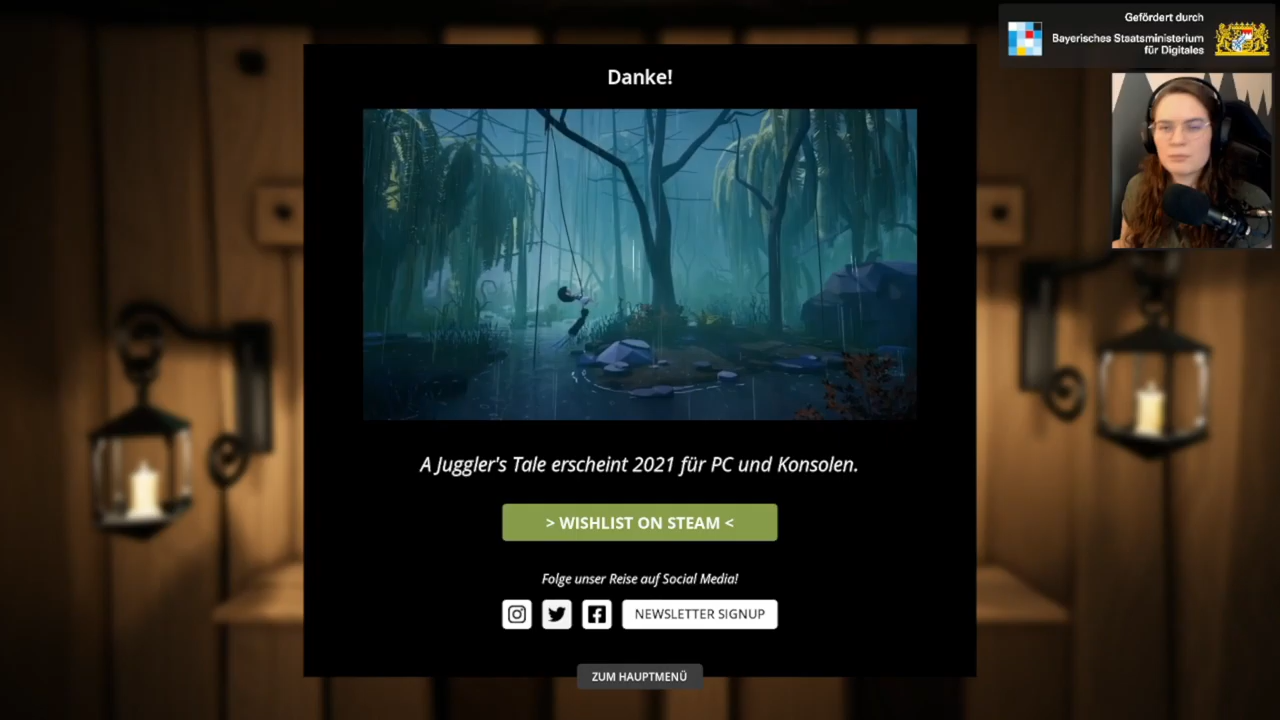 Gefördert durch
Bayerisches Staatsministerium
für Digitales
Danke!
A Juggler's Tale erscheint 2021 für PC und Konsolen.
> WISHLIST ON STEAM <
Folge unser Reise auf Social Media!
NEWSLETTER SIGNUP
ZUM HAUPTMENÜ